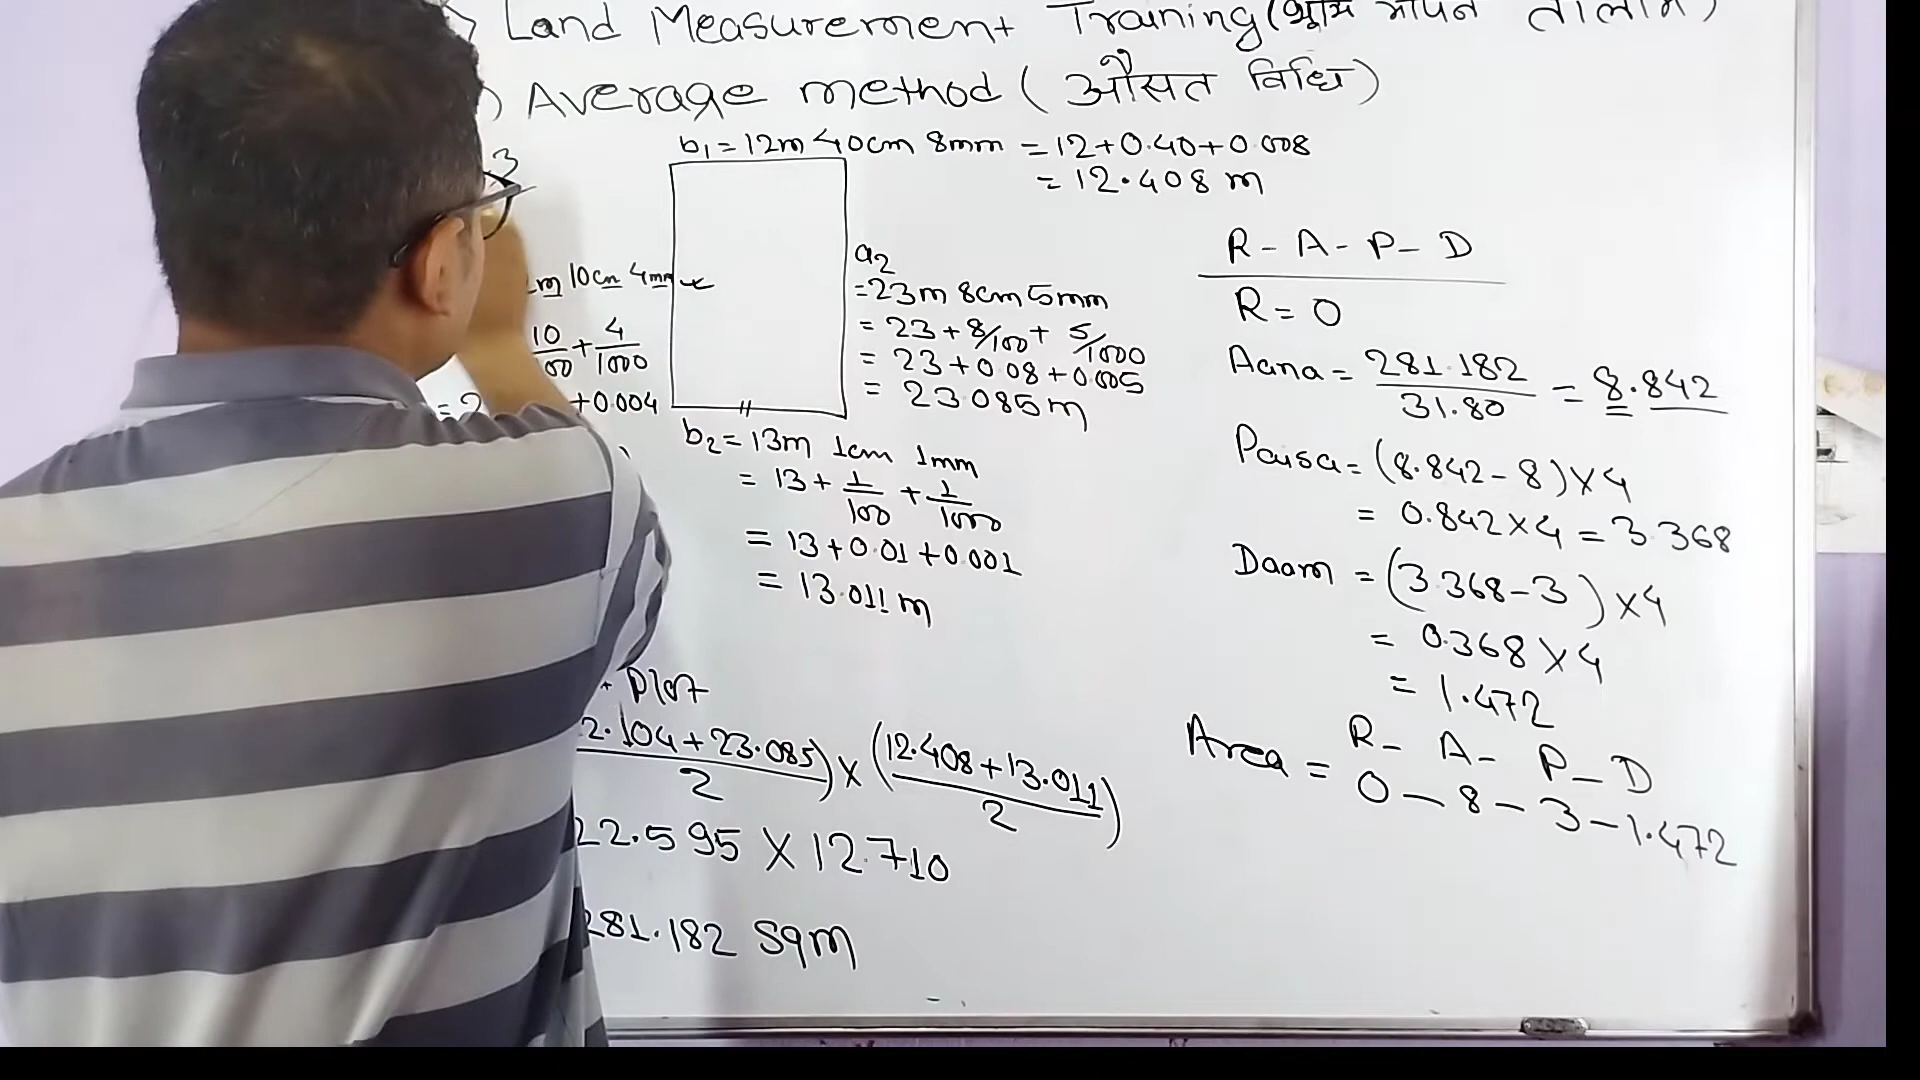 Land Measurement Training (भूमि मापन तालिम)
Average method (औसत विधि)
3
b₁ = 12m 40cm 8mm = 12+0.40+0.008
= 12.408 m
m 10cm 4mm
10/00 + 4/1000
= 2 +0.004
a₂
= 23m 8cm 5mm
= 23 + 8/100 + 5/1000
= 23 + 0.08 + 0.005
= 23.085 m
b₂ = 13m 1cm 1mm
= 13 + 1/100 + 1/1000
= 13 + 0.01 + 0.001
= 13.011 m
Plot
2.104+23.085)/2 × (12.408+13.011/2)
22.595 × 12.710
281.182 sqm
R - A - P - D
R = 0
Aana = 281.182/31.80 = 8.842
Paisa = (8.842 - 8) × 4
= 0.842 × 4 = 3.368
Daam = (3.368 - 3) × 4
= 0.368 × 4
= 1.472
R - A - P - D
Area = 0 - 8 - 3 - 1.472